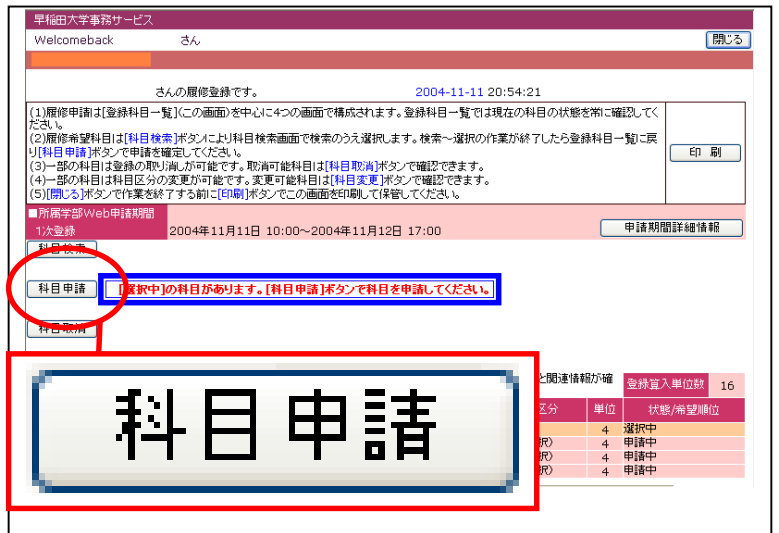 早稲田大学事務サービス
Welcomeback さん
閉じる
さんの履修登録です。 2004-11-11 20:54:21
(1)履修申請は[登録科目一覧](この画面)を中心に4つの画面で構成されます。登録科目一覧では現在の科目の状態を常に確認してく
ださい。
(2)履修希望科目は[科目検索]ボタンにより科目検索画面で検索のうえ選択します。検索～選択の作業が終了したら登録科目一覧に戻
り[科目申請]ボタンで申請を確定してください。
(3)一部の科目は登録の取り消しが可能です。取消可能科目は[科目取消]ボタンで確認できます。
(4)一部の科目は科目区分の変更が可能です。変更可能科目は[科目変更]ボタンで確認できます。
(5)[閉じる]ボタンで作業を終了する前に[印刷]ボタンでこの画面を印刷して保管してください。
印 刷
■所属学部Web申請期間
1次登録 2004年11月11日 10:00～2004年11月12日 17:00
申請期間詳細情報
科目検索
科目申請
[選択中]の科目があります。[科目申請]ボタンで科目を申請してください。
科目取消
と関連情報が確
登録算入単位数 16
区分 単位 状態/希望順位
4 選択中
択) 4 申請中
択) 4 申請中
択) 4 申請中
科目申請